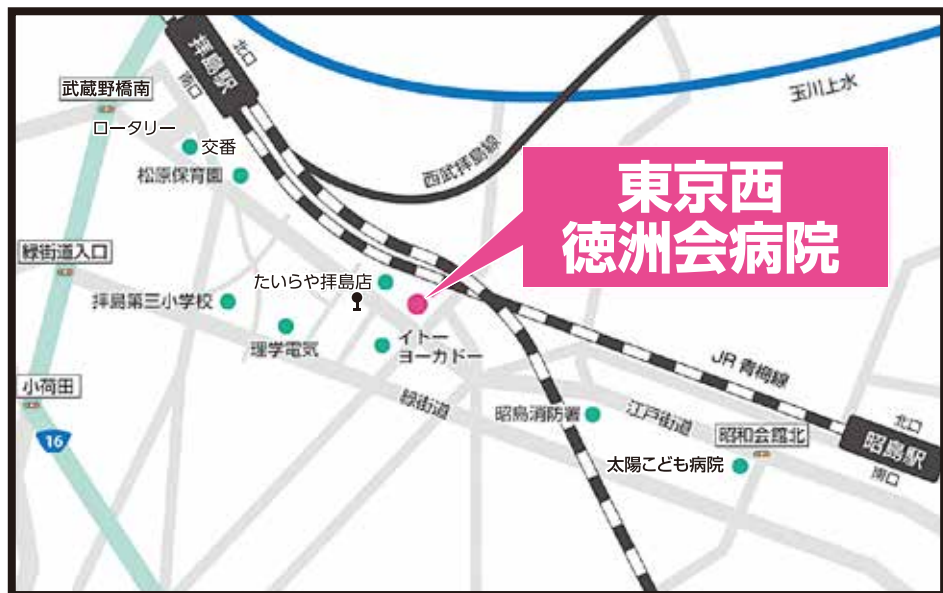 拝島駅
北口
南口
武蔵野橋南
ロータリー
交番
松原保育園
玉川上水
西武拝島線
東京西
徳洲会病院
緑街道入口
たいらや拝島店
拝島第三小学校
理学電気
イトー
ヨーカドー
JR 青梅線
小荷田
緑街道
16
昭島消防署
江戸街道
昭和会館北
北口
昭島駅
南口
太陽こども病院